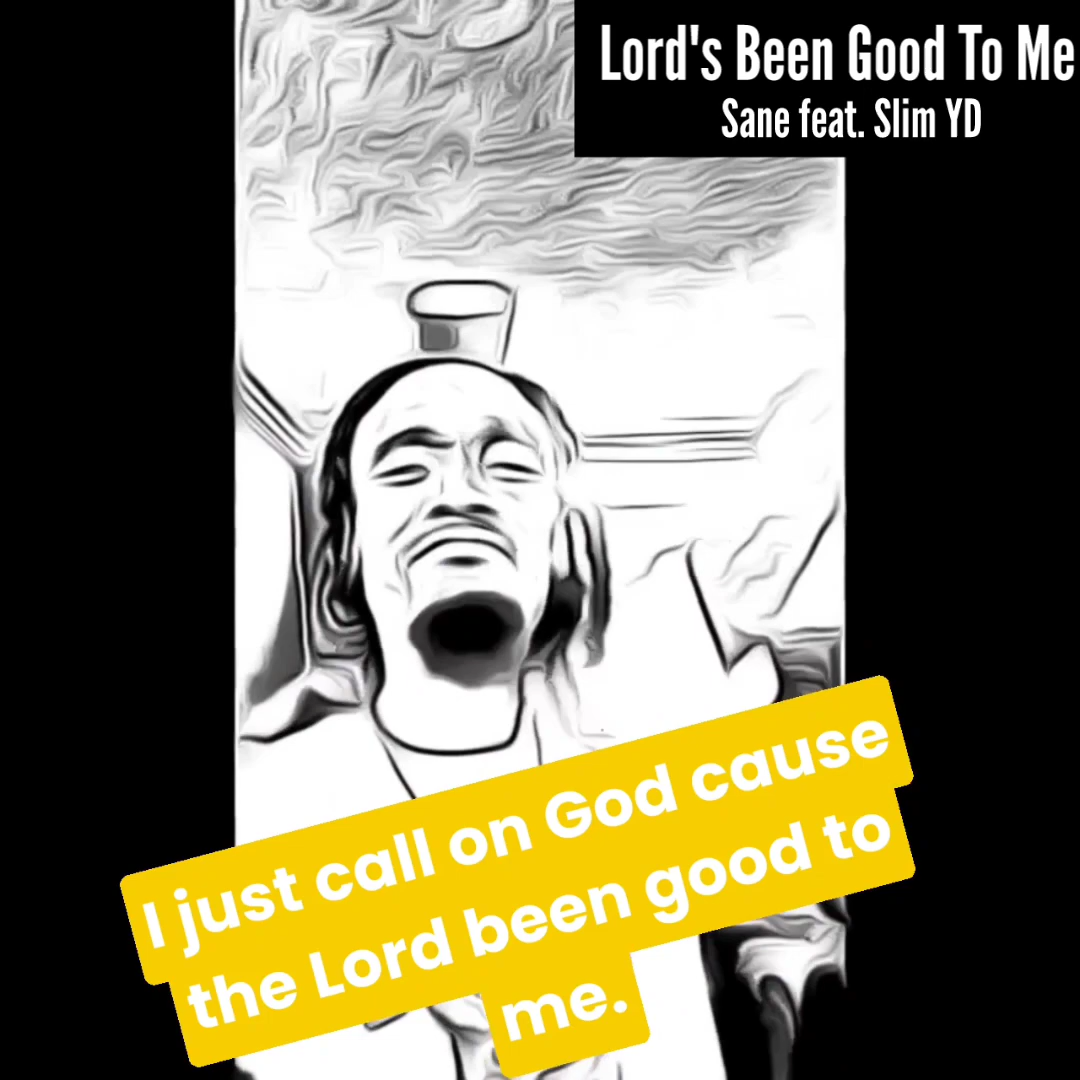 Lord's Been Good To Me
Sane feat. Slim YD
I just call on God cause
the Lord been good to
me.